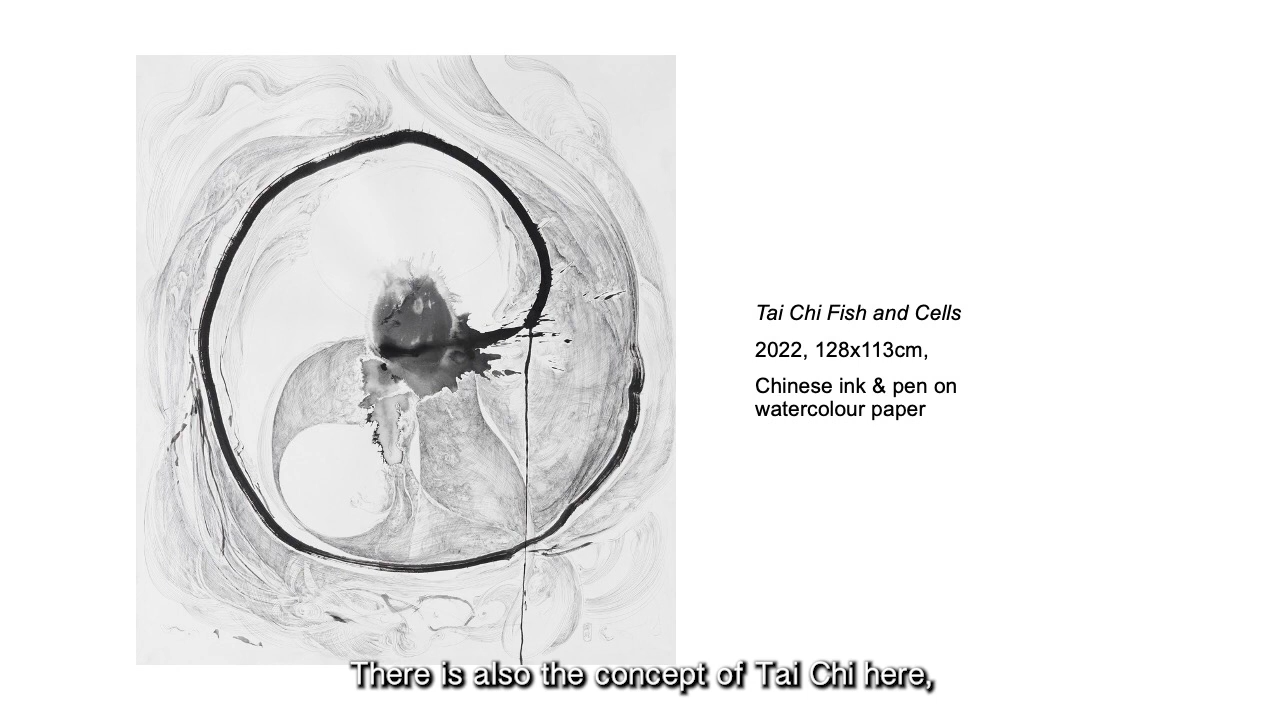 Tai Chi Fish and Cells
2022, 128x113cm,
Chinese ink & pen on
watercolour paper
There is also the concept of Tai Chi here,